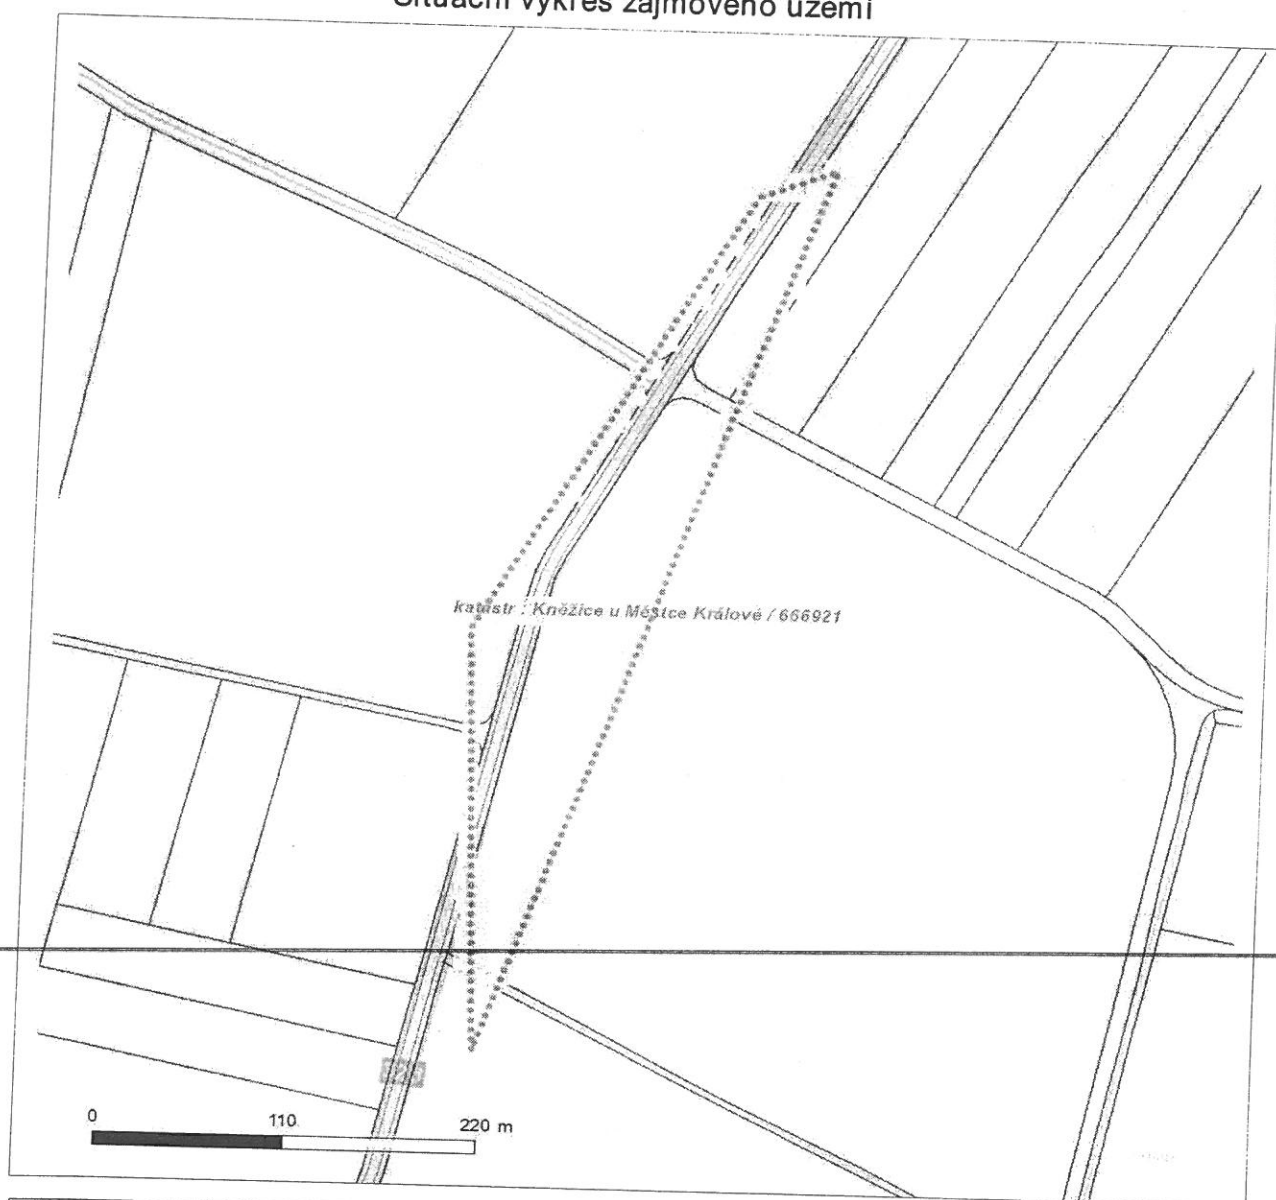 Situační výkres zájmového území
katastr : Kněžice u Městce Králové / 666921
0 110 220 m